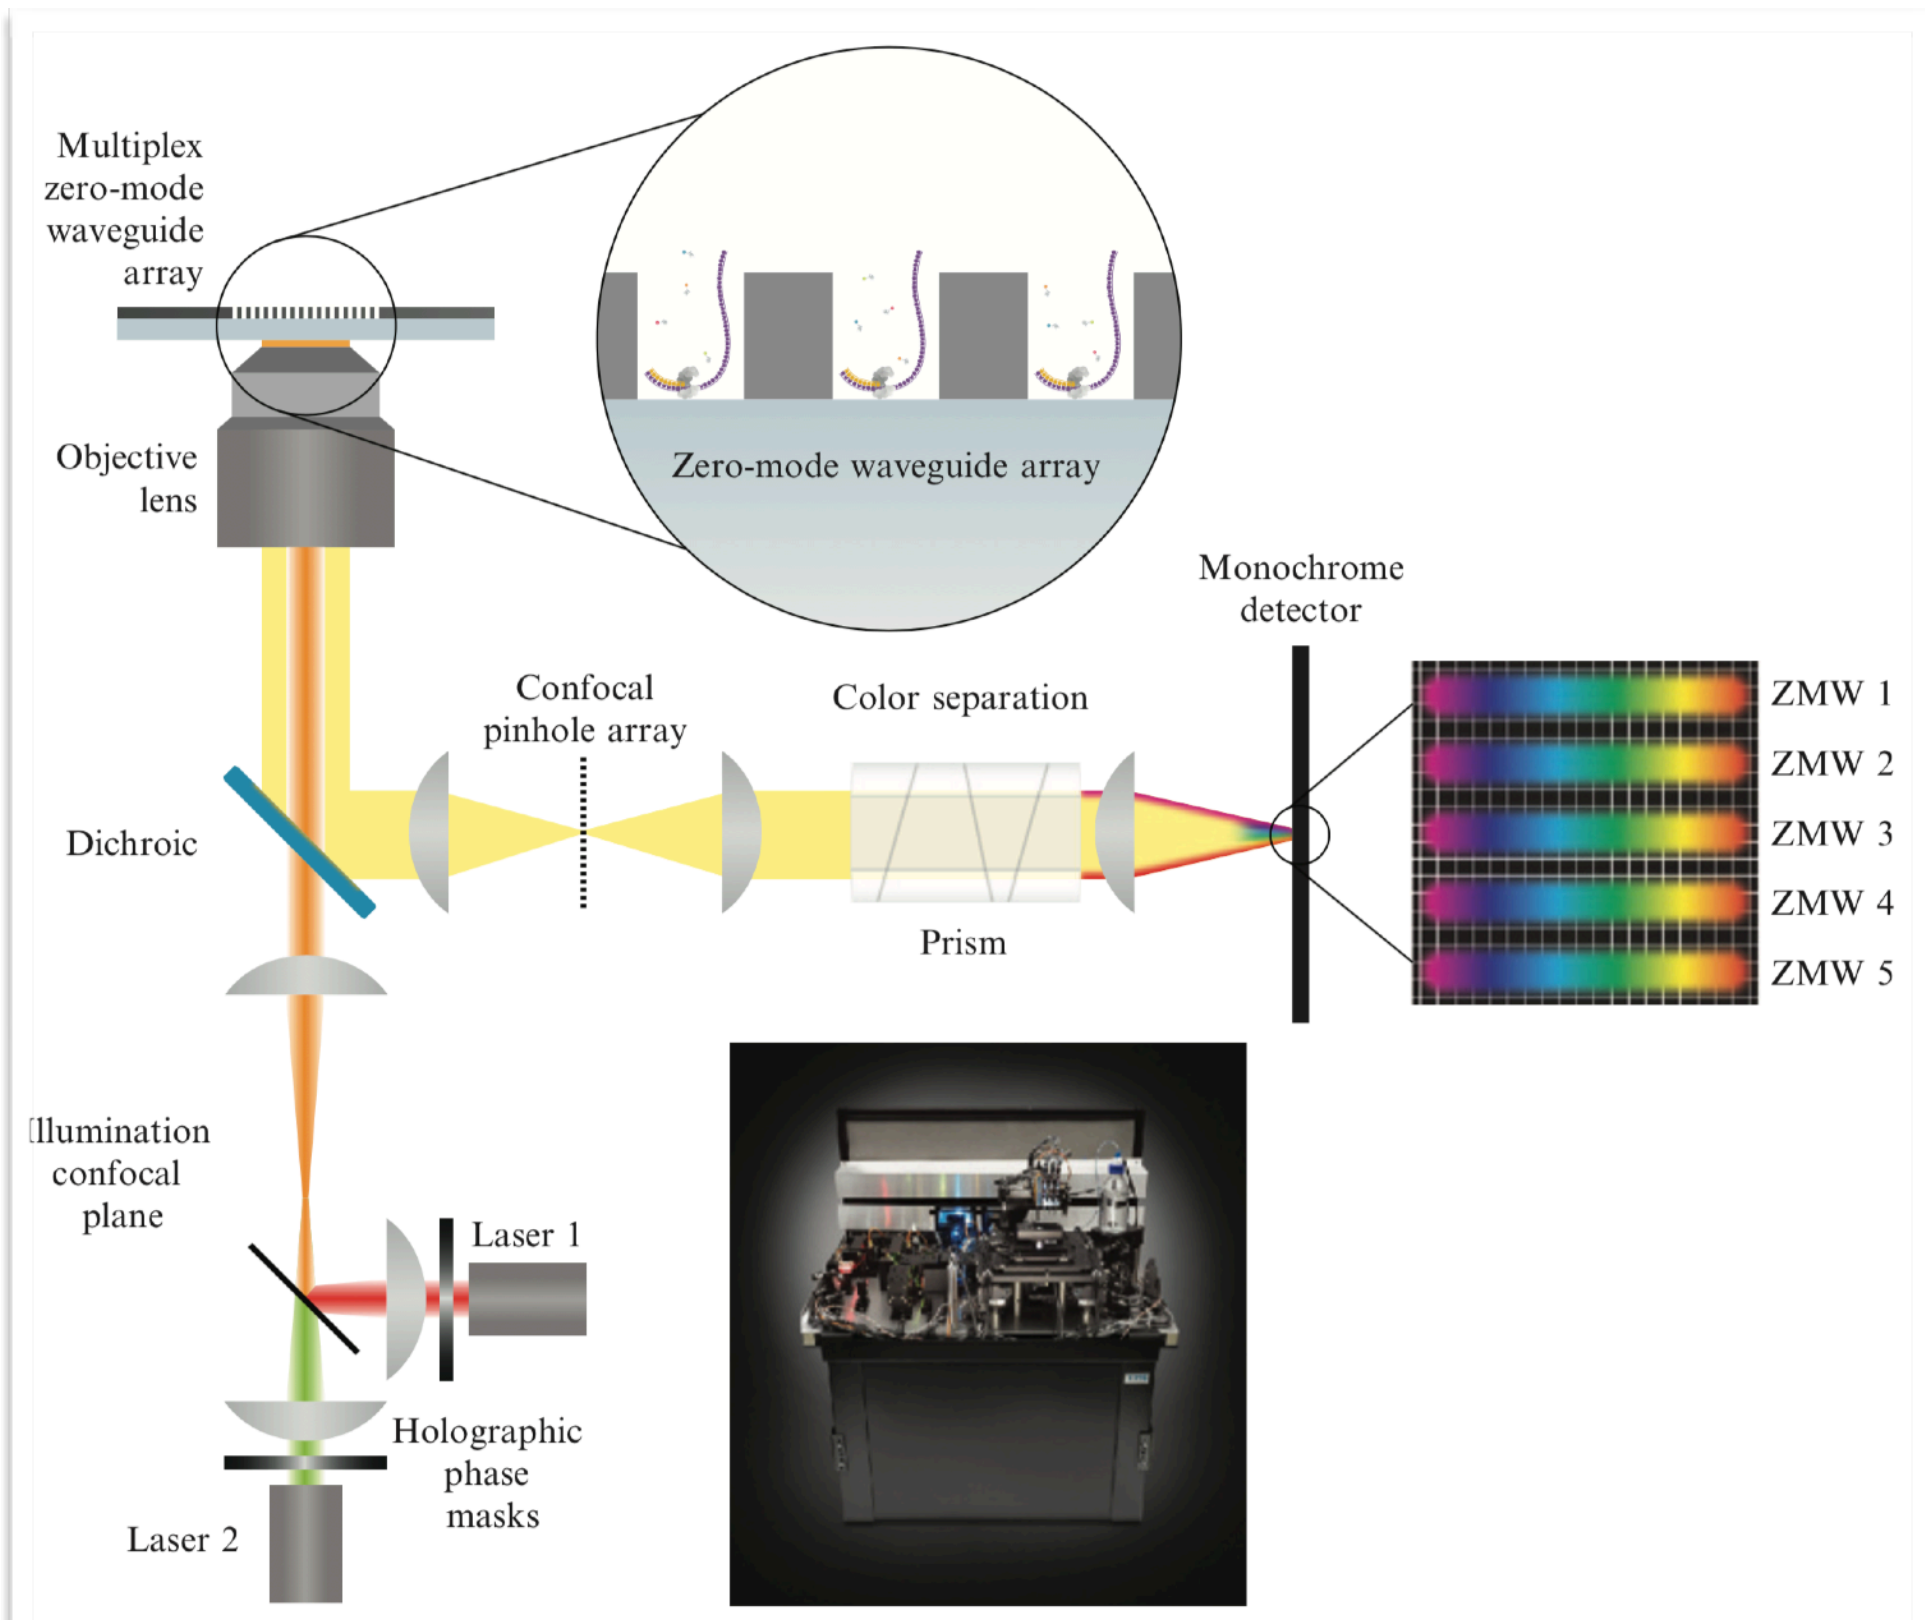 Multiplex
zero-mode
waveguide
array
Objective
lens
Zero-mode waveguide array
Monochrome
detector
Confocal
pinhole array
Color separation
Dichroic
Prism
ZMW 1
ZMW 2
ZMW 3
ZMW 4
ZMW 5
Illumination
confocal
plane
Laser 1
Holographic
phase
masks
Laser 2